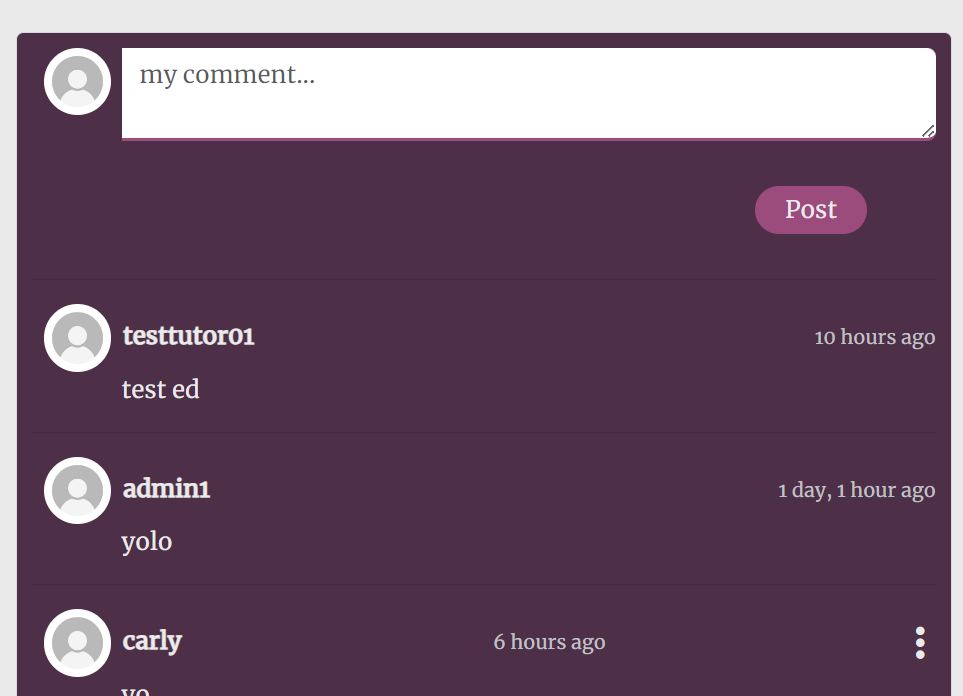 my comment...
Post
testtutor01
10 hours ago
test ed
admin1
1 day, 1 hour ago
yolo
carly
6 hours ago
yo